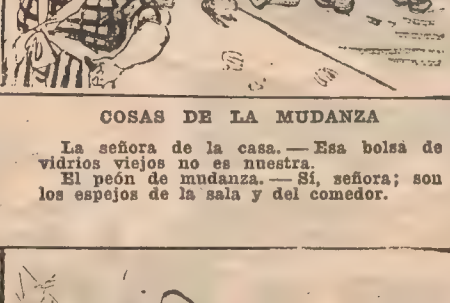 COSAS DE LA MUDANZA
La señora de la casa. — Esa bolsa de
vidrios viejos no es nuestra.
El peón de mudanza. — Sí, señora; son
los espejos de la sala y del comedor.